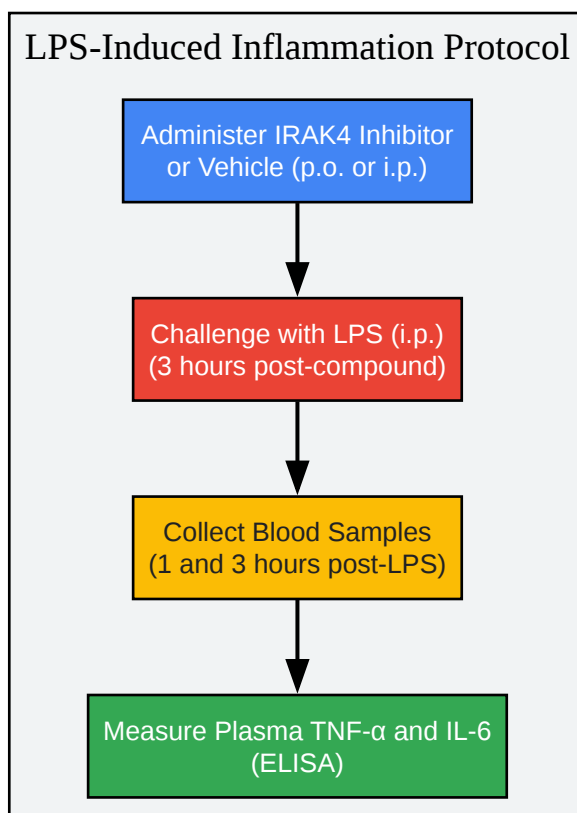 LPS-Induced Inflammation Protocol
Administer IRAK4 Inhibitor
or Vehicle (p.o. or i.p.)
Challenge with LPS (i.p.)
(3 hours post-compound)
Collect Blood Samples
(1 and 3 hours post-LPS)
Measure Plasma TNF-α and IL-6
(ELISA)